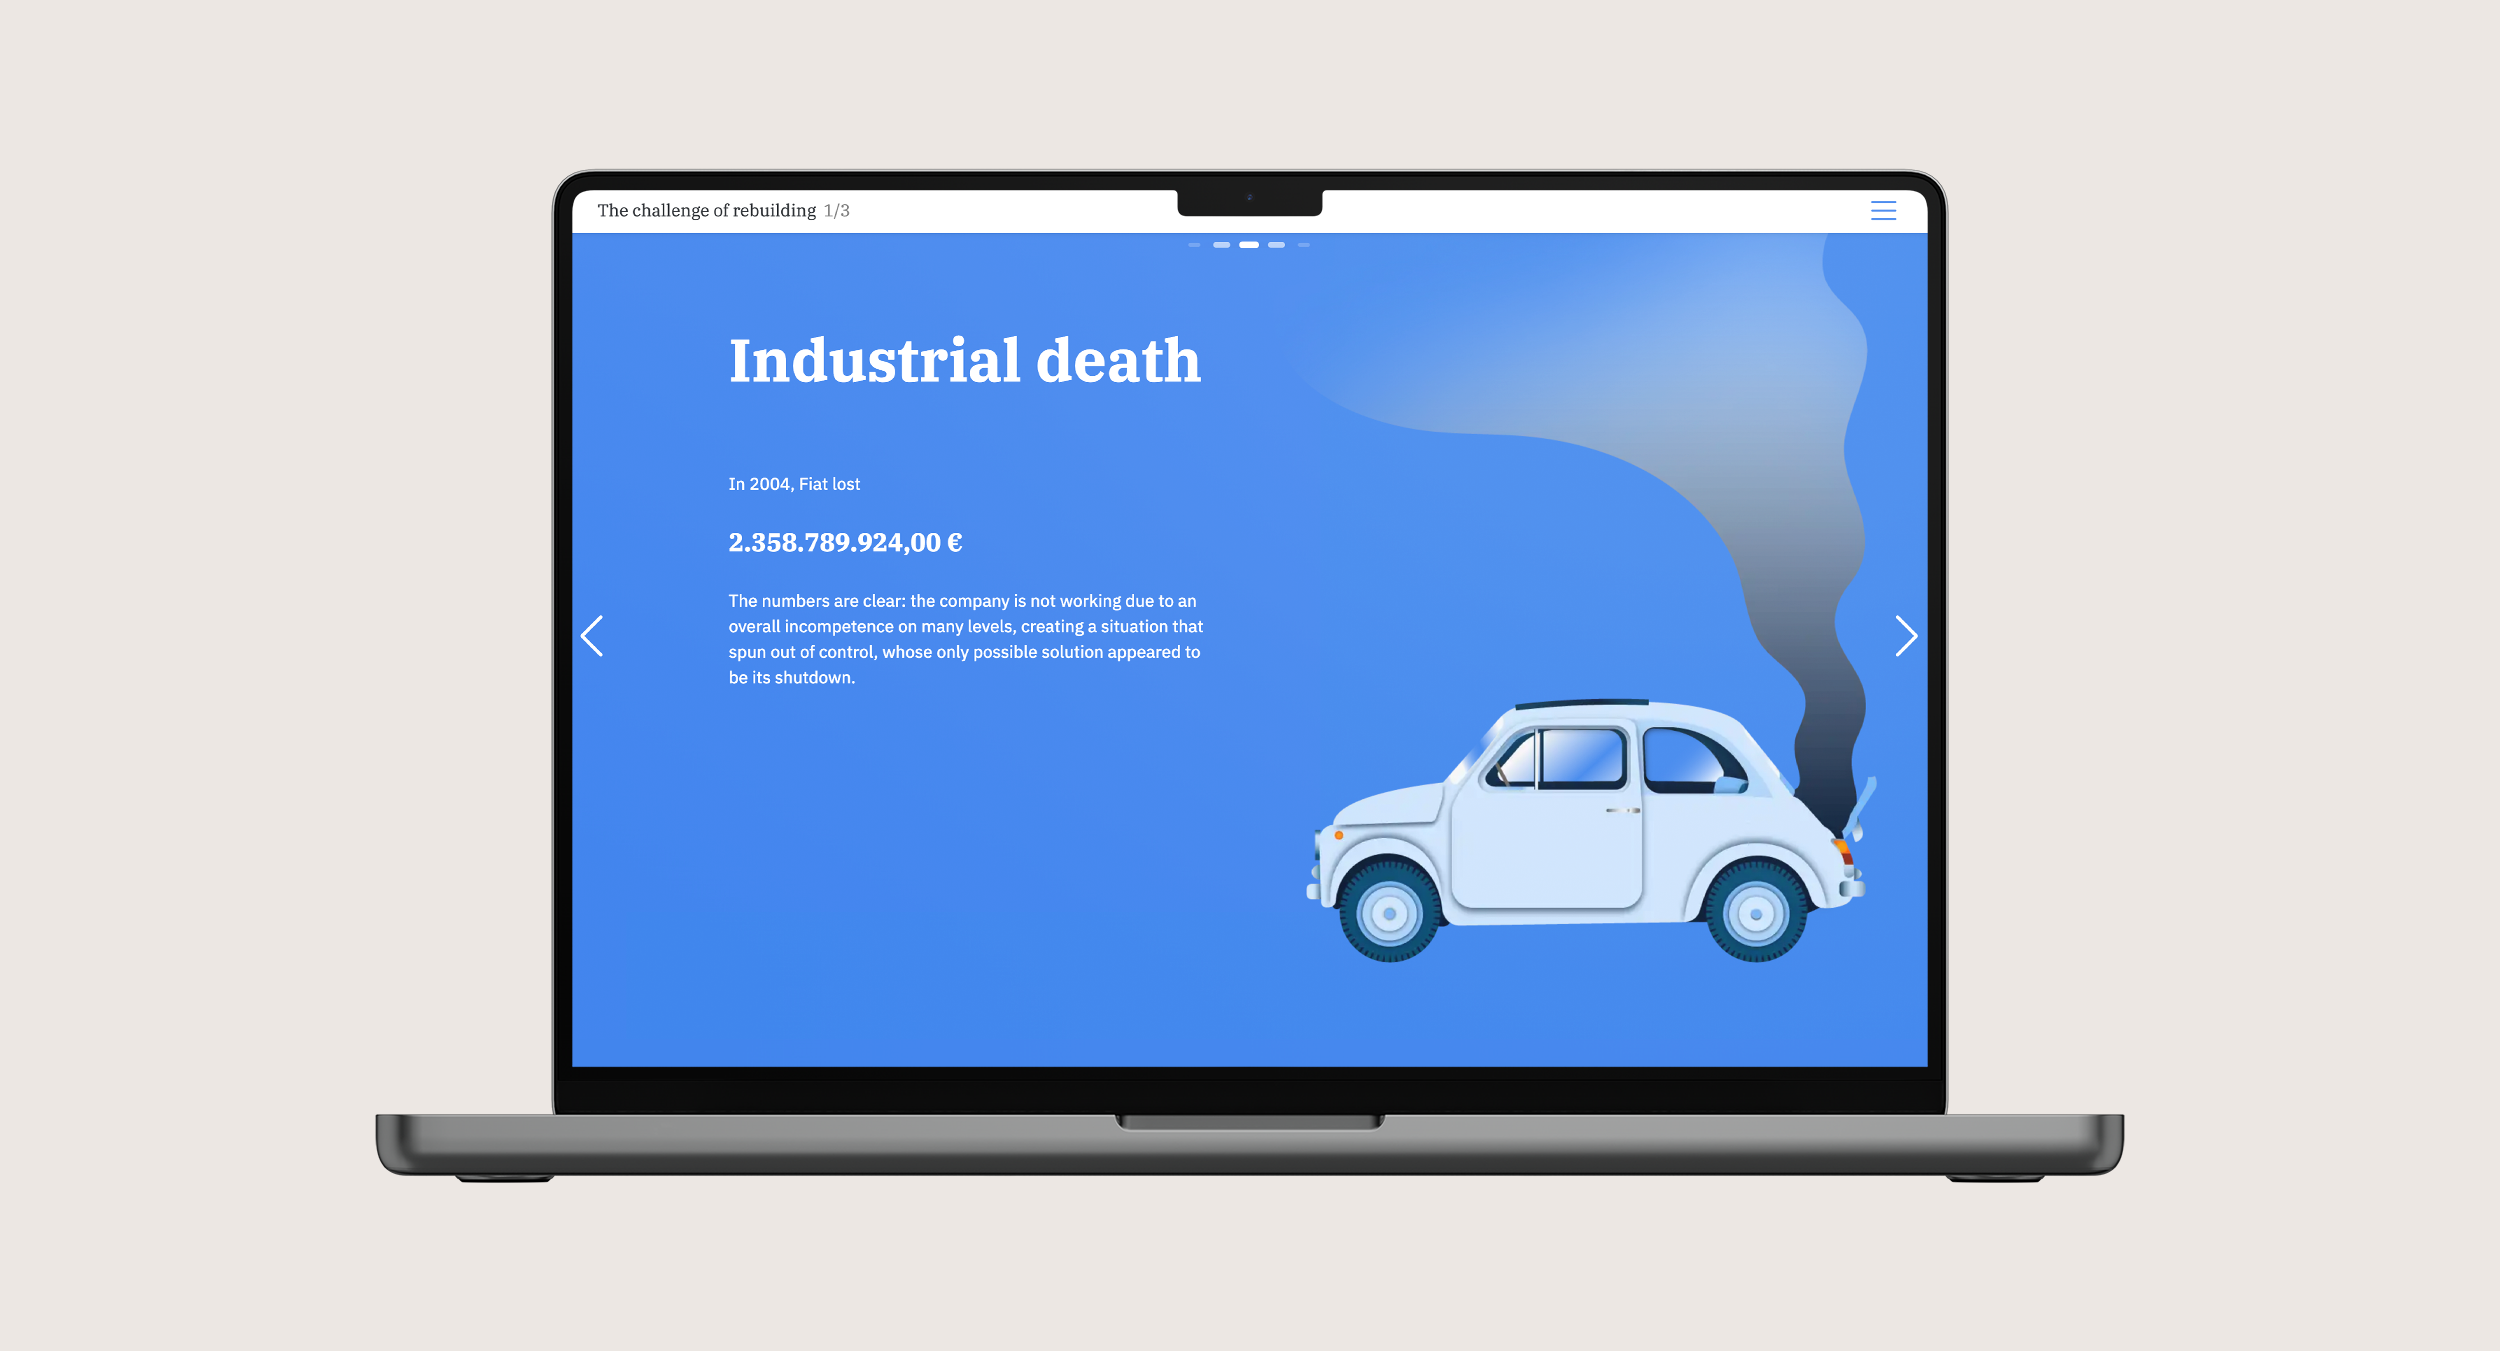 The challenge of rebuilding 1/3
Industrial death
In 2004, Fiat lost
2.358.789.924,00 €
The numbers are clear: the company is not working due to an
overall incompetence on many levels, creating a situation that
spun out of control, whose only possible solution appeared to
be its shutdown.